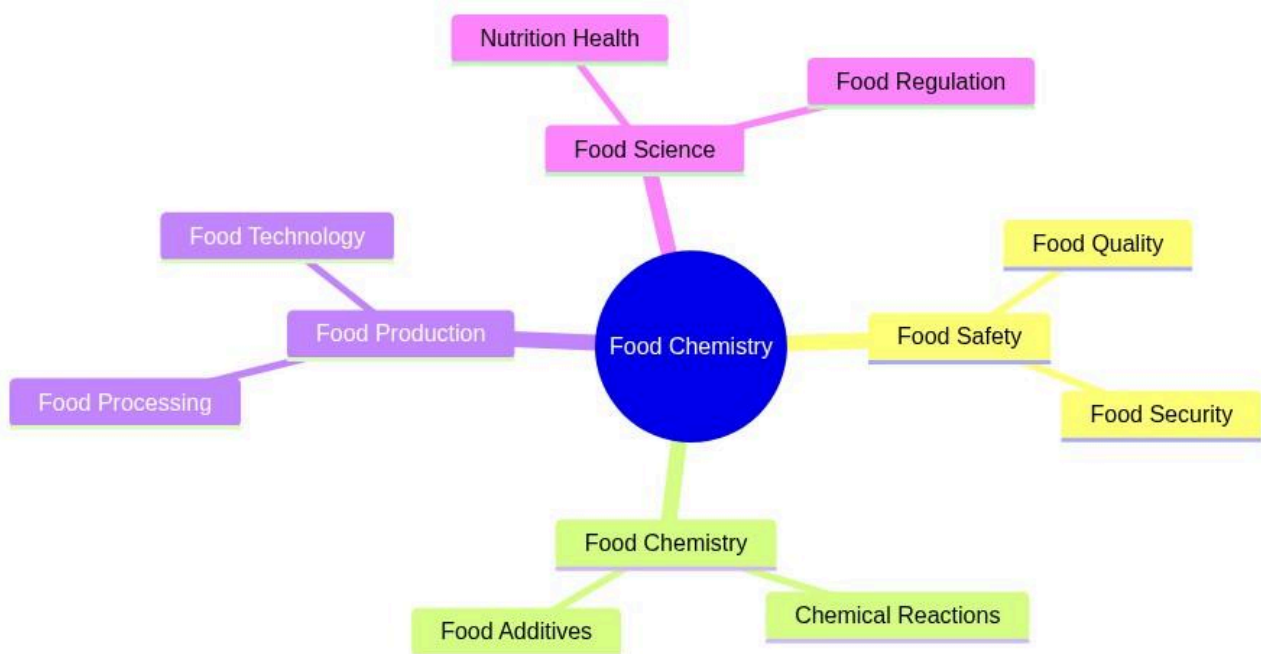 Nutrition Health
Food Regulation
Food Science
Food Technology
Food Quality
Food Production
Food Chemistry
Food Safety
Food Processing
Food Security
Food Chemistry
Chemical Reactions
Food Additives